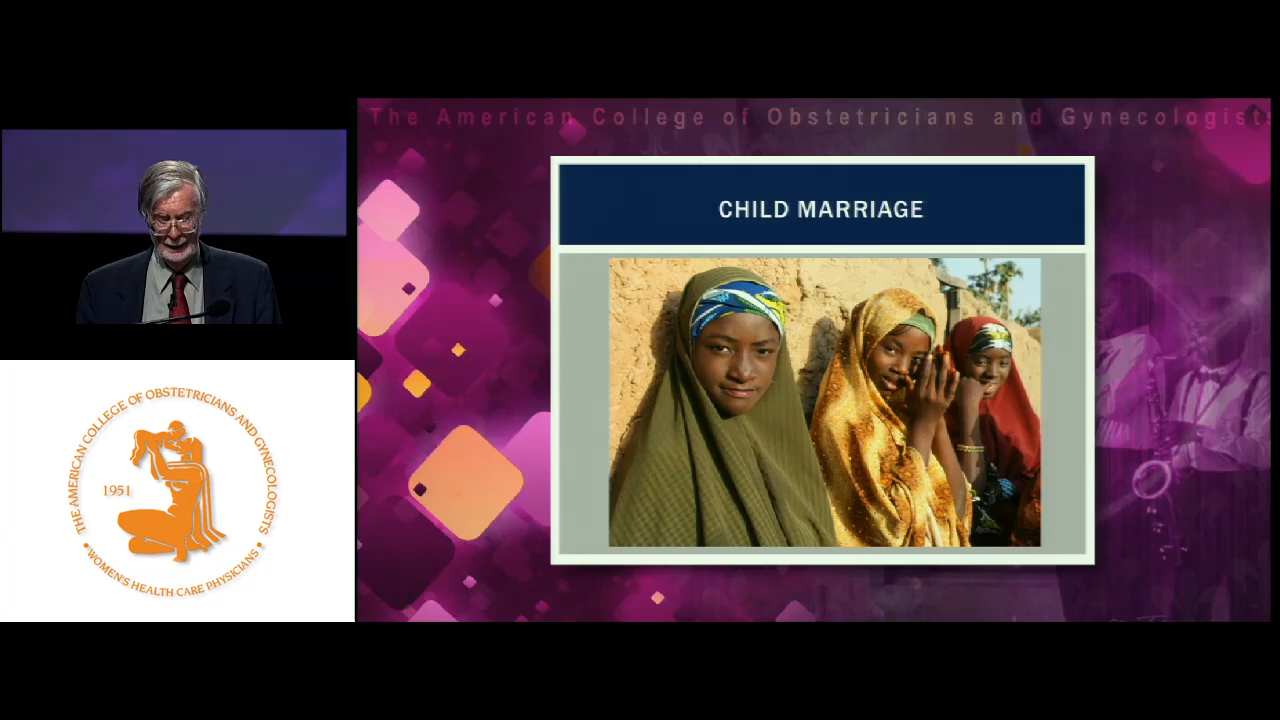 The American College of Obstetricians and Gynecologists
CHILD MARRIAGE
THE AMERICAN COLLEGE OF OBSTETRICIANS AND GYNECOLOGISTS
1951
• WOMEN'S HEALTH CARE PHYSICIANS •